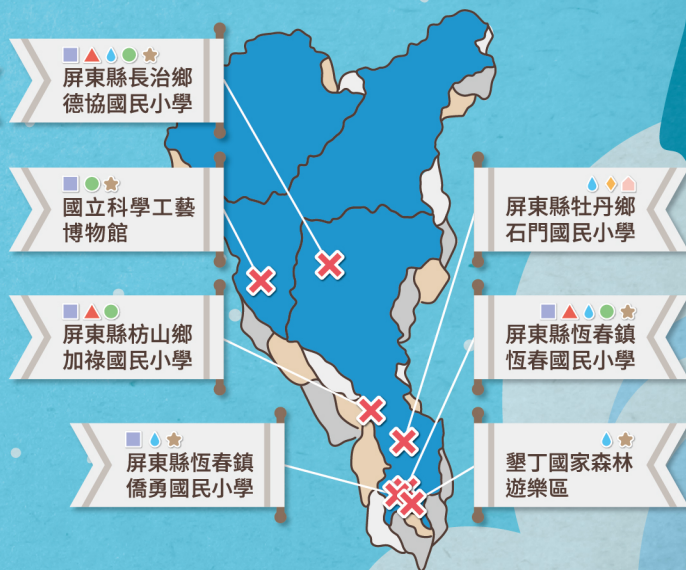 屏東縣長治鄉
德協國民小學
國立科學工藝
博物館
屏東縣枋山鄉
加祿國民小學
屏東縣恆春鎮
僑勇國民小學
屏東縣牡丹鄉
石門國民小學
屏東縣恆春鎮
恆春國民小學
墾丁國家森林
遊樂區